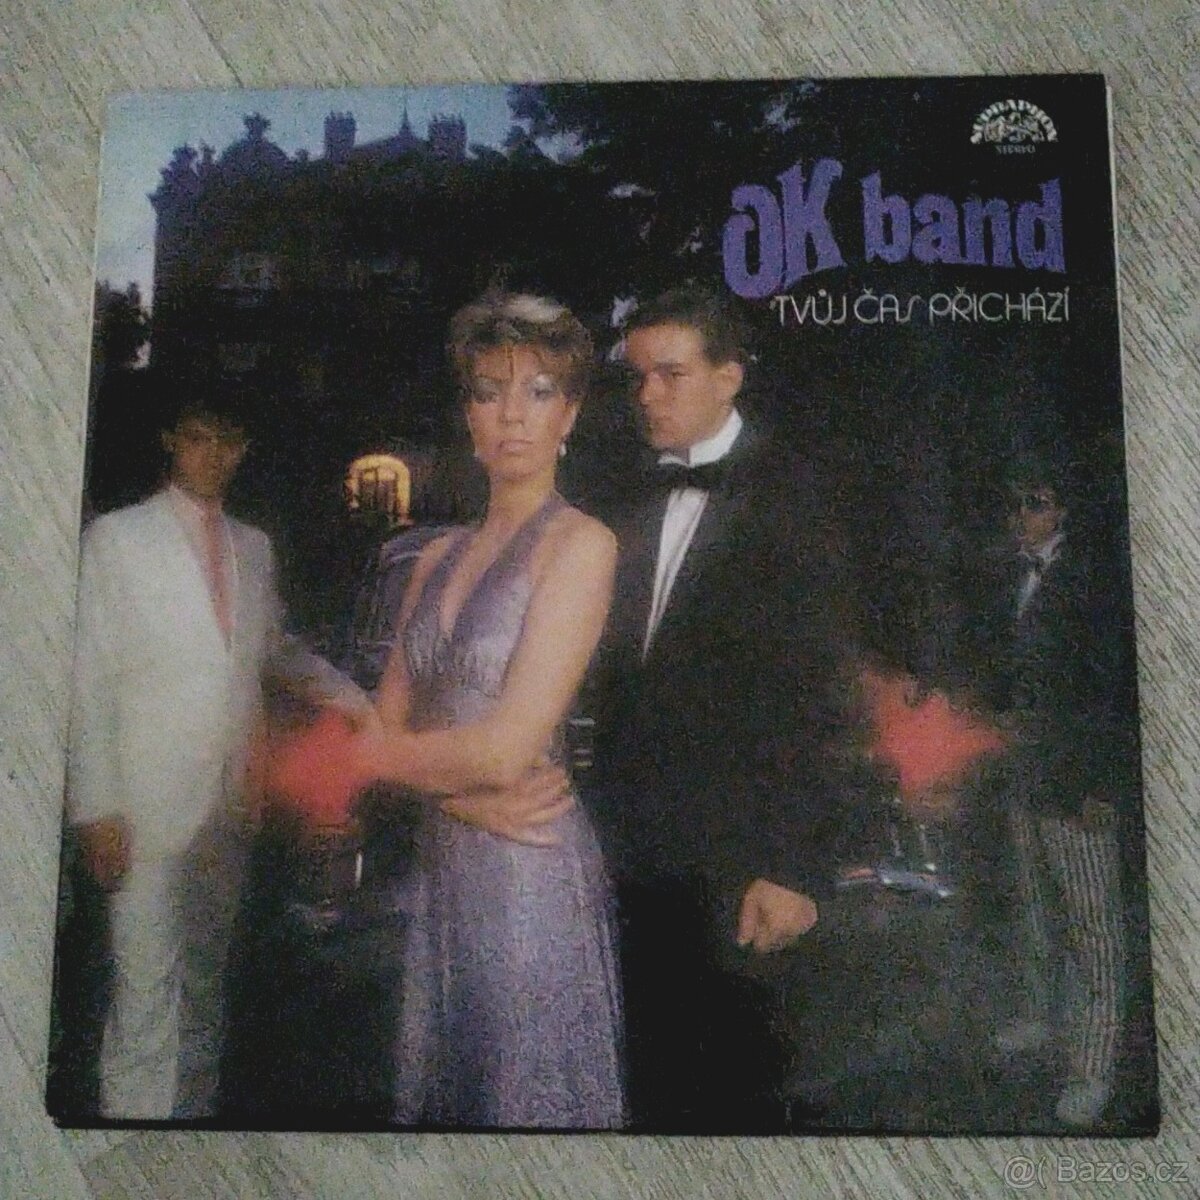 SUPRAPHON
STEREO
OK band
TVŮJ ČAS PŘICHÁZÍ
@( Bazos.cz